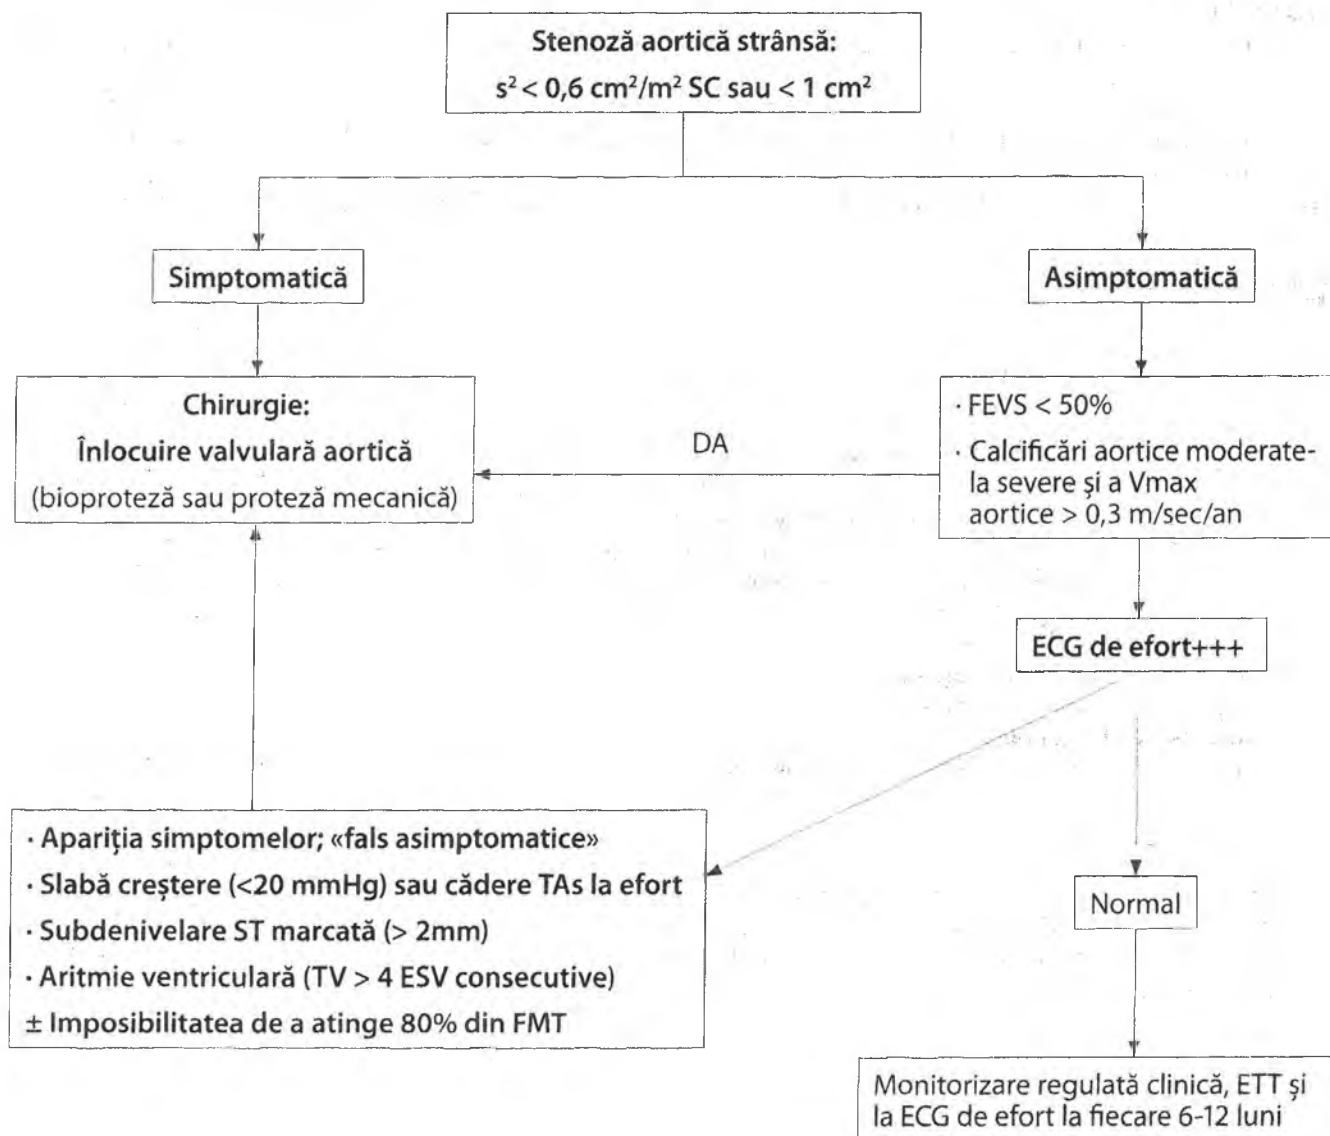 Stenoză aortică strânsă:
s² < 0,6 cm²/m² SC sau < 1 cm²
Simptomatică
Asimptomatică
Chirurgie:
Înlocuire valvulară aortică
(bioproteză sau proteză mecanică)
DA
· FEVS < 50%
· Calcificări aortice moderate-
la severe și a Vmax
aortice > 0,3 m/sec/an
ECG de efort+++
· Apariția simptomelor; «fals asimptomatice»
· Slabă creștere (<20 mmHg) sau cădere TAs la efort
· Subdenivelare ST marcată (> 2mm)
· Aritmie ventriculară (TV > 4 ESV consecutive)
± Imposibilitatea de a atinge 80% din FMT
Normal
Monitorizare regulată clinică, ETT și
la ECG de efort la fiecare 6-12 luni